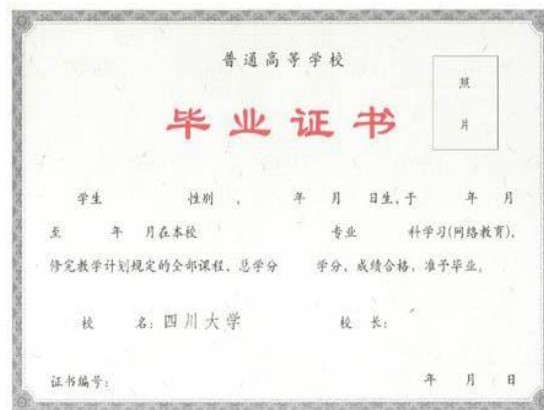 普通高等学校
照
片
毕业证书
学生 性别 , 年 月 日生,于 年 月
至 年 月在本校 专业 科学习(网络教育),
修完教学计划规定的全部课程、总学分 学分,成绩合格,准予毕业。
校 名:四川大学 校 长:
证书编号: 年 月 日